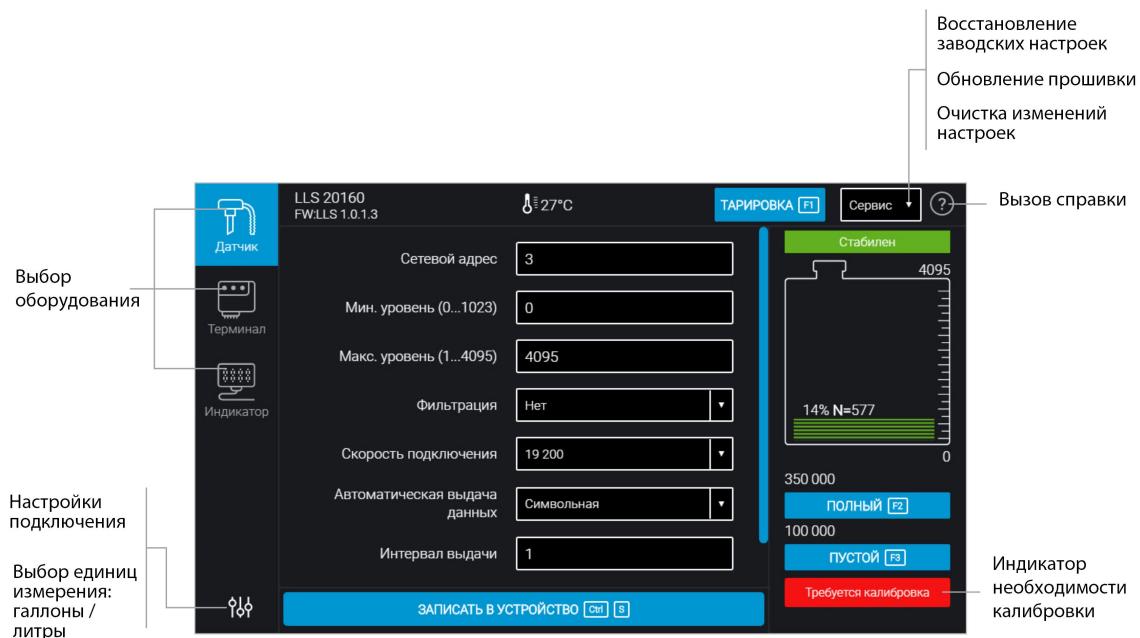 Восстановление
заводских настроек
Обновление прошивки
Очистка изменений
настроек
Вызов справки
Выбор
оборудования
Настройки
подключения
Выбор единиц
измерения:
галлоны /
литры
Датчик
Терминал
Индикатор
LLS 20160
FW:LLS 1.0.1.3
27°C
ТАРИРОВКА F1
Сервис
?
Сетевой адрес 3
Мин. уровень (0...1023) 0
Макс. уровень (1...4095) 4095
Фильтрация Нет
Скорость подключения 19 200
Автоматическая выдача
данных Символьная
Интервал выдачи 1
ЗАПИСАТЬ В УСТРОЙСТВО Ctrl S
Стабилен
4095
14% N=577
0
350 000
ПОЛНЫЙ F2
100 000
ПУСТОЙ F3
Требуется калибровка
Индикатор
необходимости
калибровки